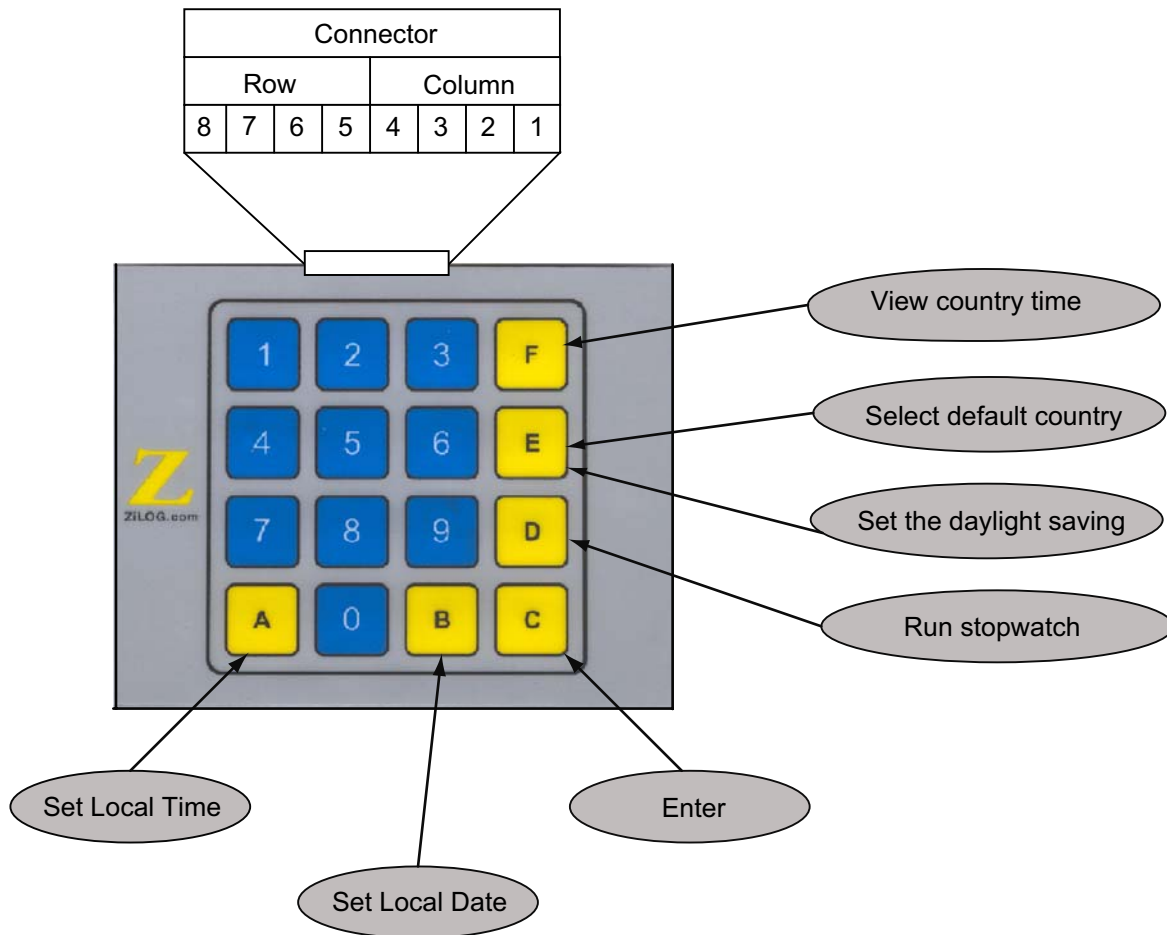 Connector
Row Column
8 7 6 5 4 3 2 1
1 2 3 F
4 5 6 E
7 8 9 D
A 0 B C
Z
ZiLOG.com
View country time
Select default country
Set the daylight saving
Run stopwatch
Set Local Time
Enter
Set Local Date